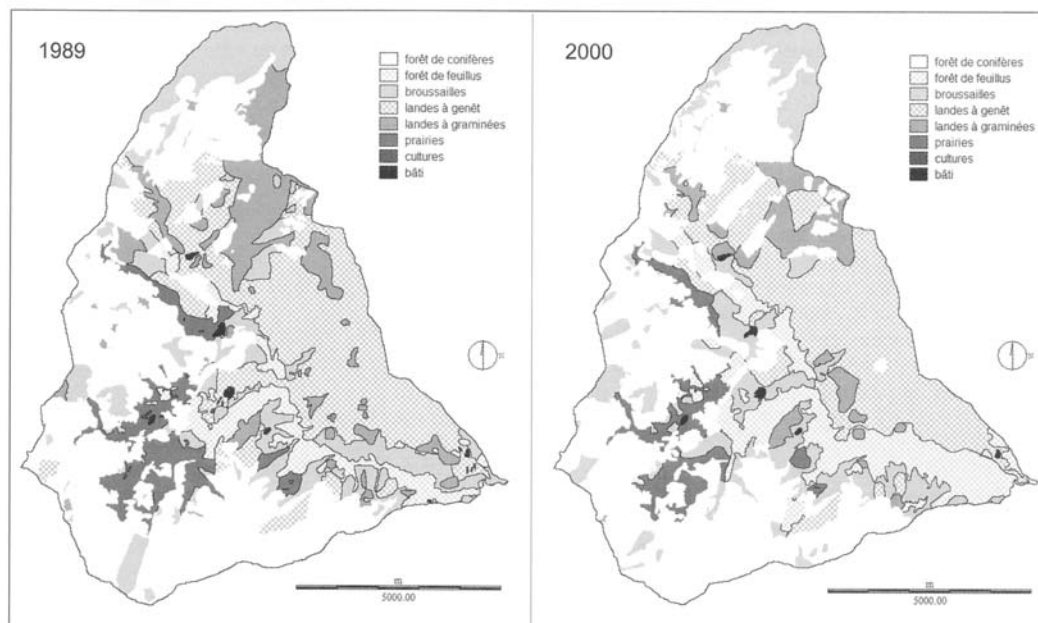 1989
forêt de conifères
forêt de feuillus
broussailles
landes à genêt
landes à graminées
prairies
cultures
bâti
m
5000.00
2000
forêt de conifères
forêt de feuillus
broussailles
landes à genêt
landes à graminées
prairies
cultures
bâti
m
5000.00